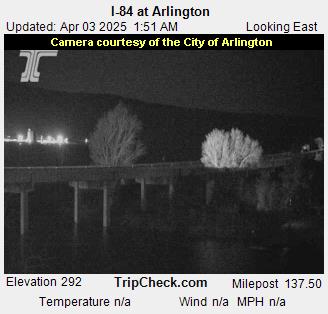 I-84 at Arlington
Updated: Apr 03 2025 1:51 AM Looking East
Camera courtesy of the City of Arlington
Elevation 292 TripCheck.com Milepost 137.50
Temperature n/a Wind n/a MPH n/a